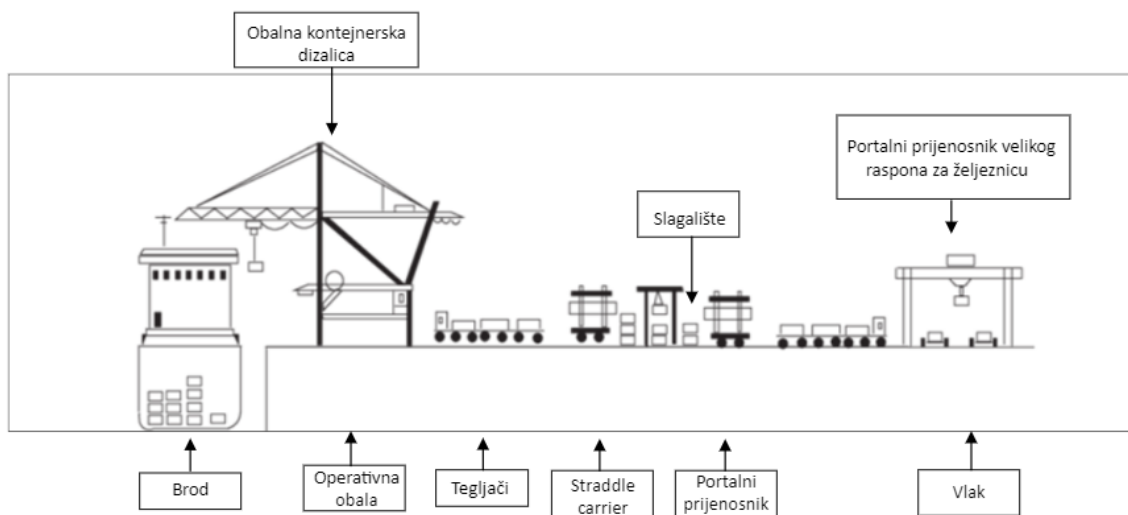 Obalna kontejnerska
dizalica
Portalni prijenosnik velikog
raspona za željeznicu
Slagalište
Brod
Operativna
obala
Tegljači
Straddle
carrier
Portalni
prijenosnik
Vlak